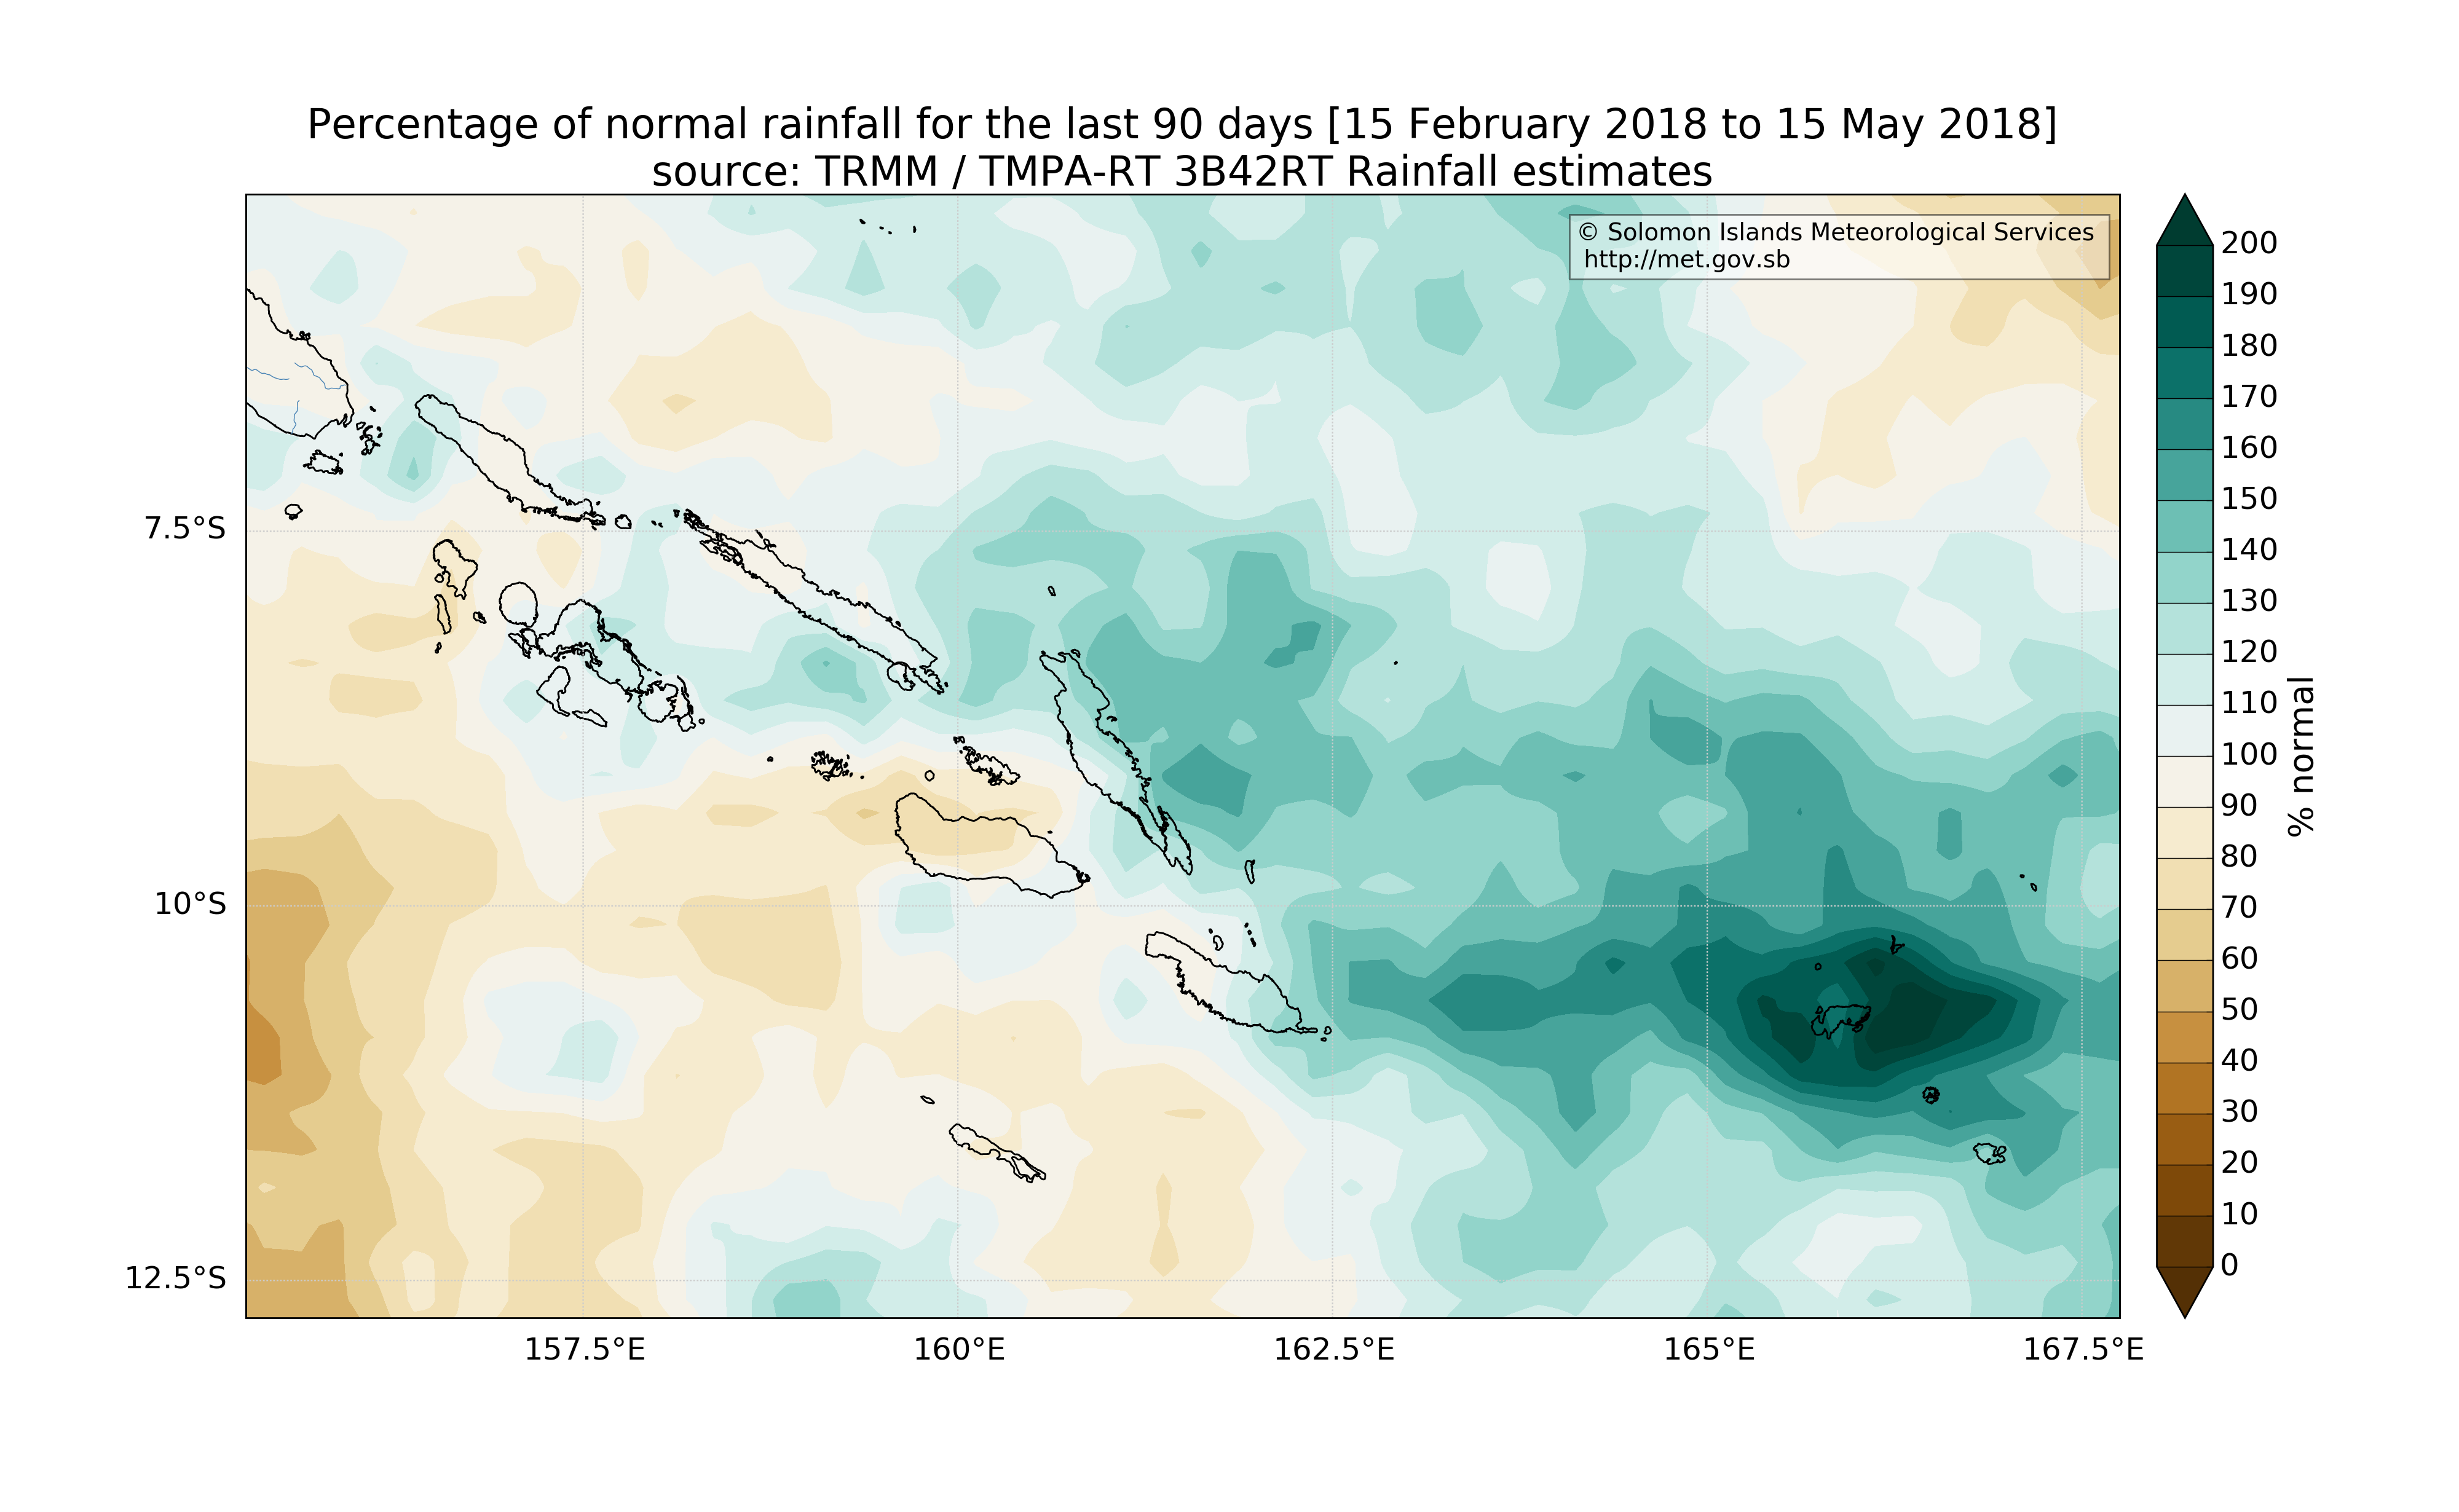 Percentage of normal rainfall for the last 90 days [15 February 2018 to 15 May 2018]
source: TRMM / TMPA-RT 3B42RT Rainfall estimates
© Solomon Islands Meteorological Services
http://met.gov.sb
7.5°S
10°S
12.5°S
157.5°E
160°E
162.5°E
165°E
167.5°E
200
190
180
170
160
150
140
130
120
110
100
90
80
70
60
50
40
30
20
10
0
% normal